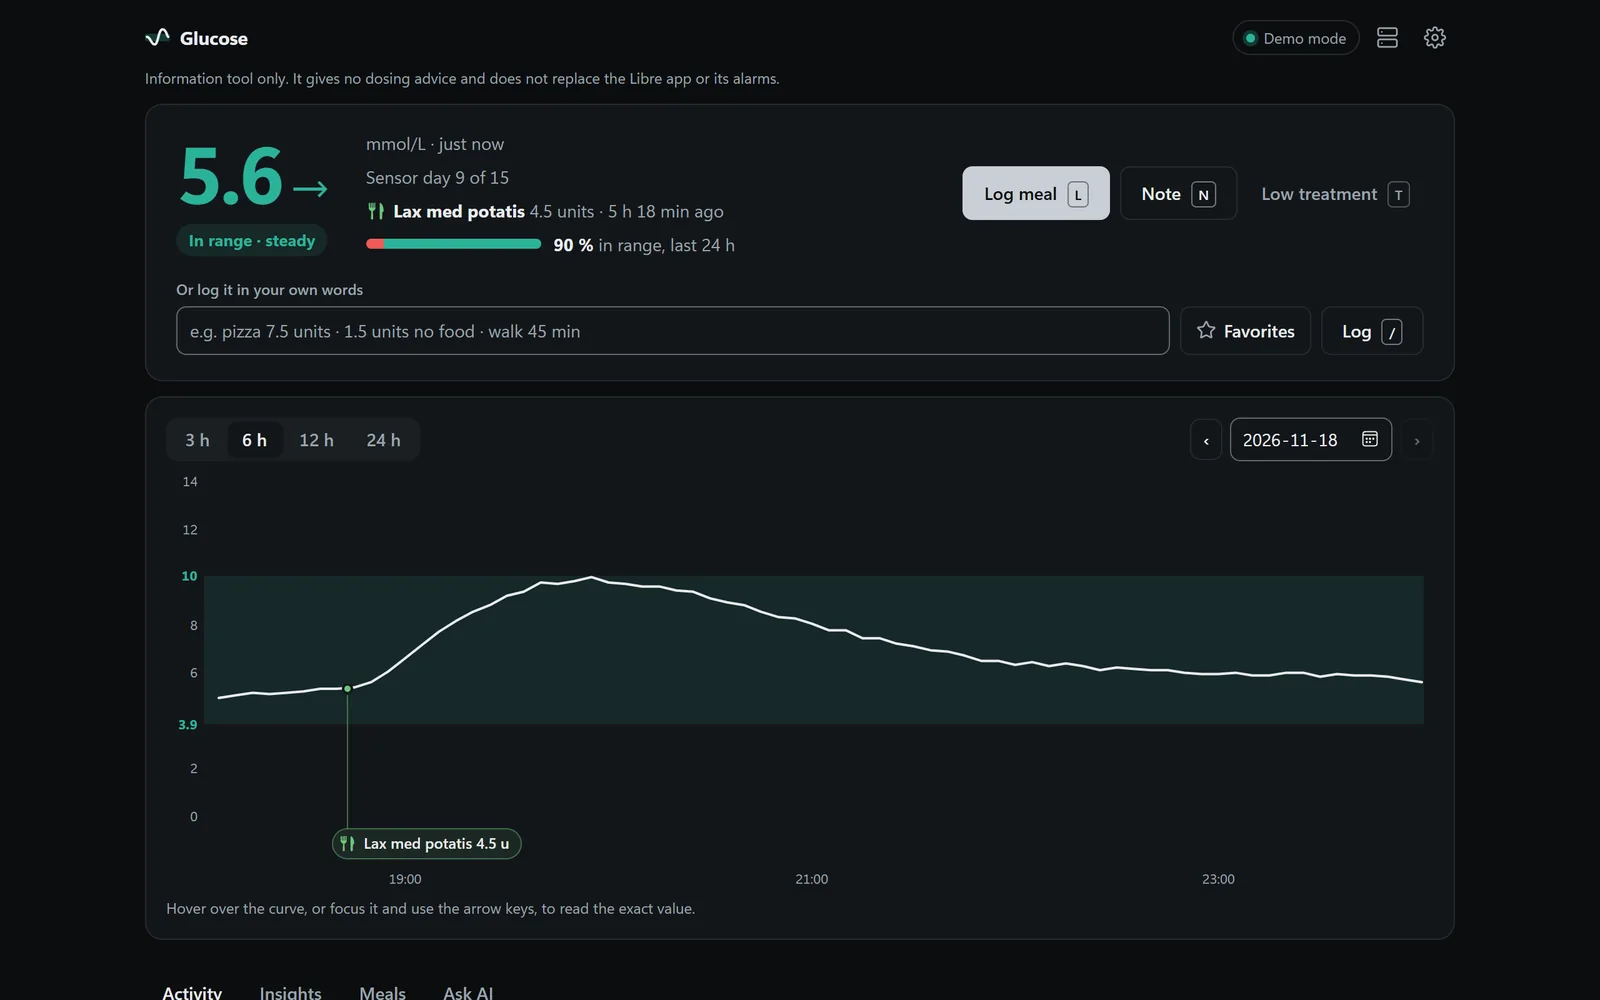 Glucose
Demo mode
Information tool only. It gives no dosing advice and does not replace the Libre app or its alarms.
5.6→
mmol/L · just now
Sensor day 9 of 15
Lax med potatis 4.5 units · 5 h 18 min ago
In range · steady
90 % in range, last 24 h
Log meal L
Note N
Low treatment T
Or log it in your own words
e.g. pizza 7.5 units · 1.5 units no food · walk 45 min
Favorites
Log /
3 h 6 h 12 h 24 h
‹ 2026-11-18 ›
14
12
10
8
6
3.9
2
0
Lax med potatis 4.5 u
19:00 21:00 23:00
Hover over the curve, or focus it and use the arrow keys, to read the exact value.
Activity Insights Meals Ask AI